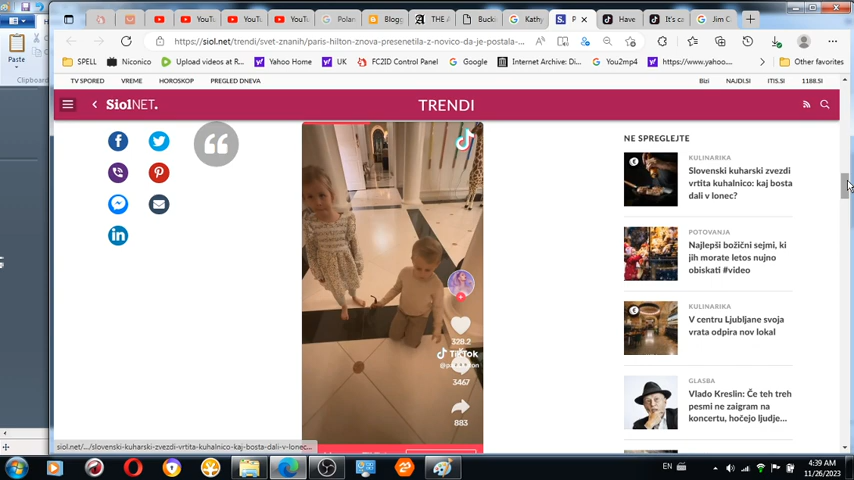 YouTu
YouTu
YouTu
Polan
Blogg
THE A
Bucki
Kathy
P
Have
It's ca
Jim C
https://siol.net/trendi/svet-znanih/paris-hilton-znova-presenetila-z-novico-da-je-postala-...
SPELL
Niconico
Upload videos at R...
Yahoo Home
UK
FCZID Control Panel
Google
Internet Archive: Di...
You2mp4
https://www.yahoo....
Other favorites
Paste
Clipboard
TV SPORED
VREME
HOROSKOP
PREGLED DNEVA
Bizi
NAJDI.SI
ITIS.SI
1188.SI
SiolNET.
TRENDI
NE SPREGLEJTE
KULINARIKA
Slovenski kuharski zvezdi
vrtita kuhalnico: kaj bosta
dali v lonec?
POTOVANJA
Najlepši božični sejmi, ki
jih morate letos nujno
obiskati #video
KULINARIKA
V centru Ljubljane svoja
vrata odpira nov lokal
GLASBA
Vlado Kreslin: Če teh treh
pesmi ne zaigram na
koncertu, hočejo ljudje...
328.2
TikTok
3467
883
siol.net/.../slovenski-kuharski-zvezdi-vrtita-kuhalnico-kaj-bosta-dali-v-lonec...
EN
4:39 AM
11/26/2023